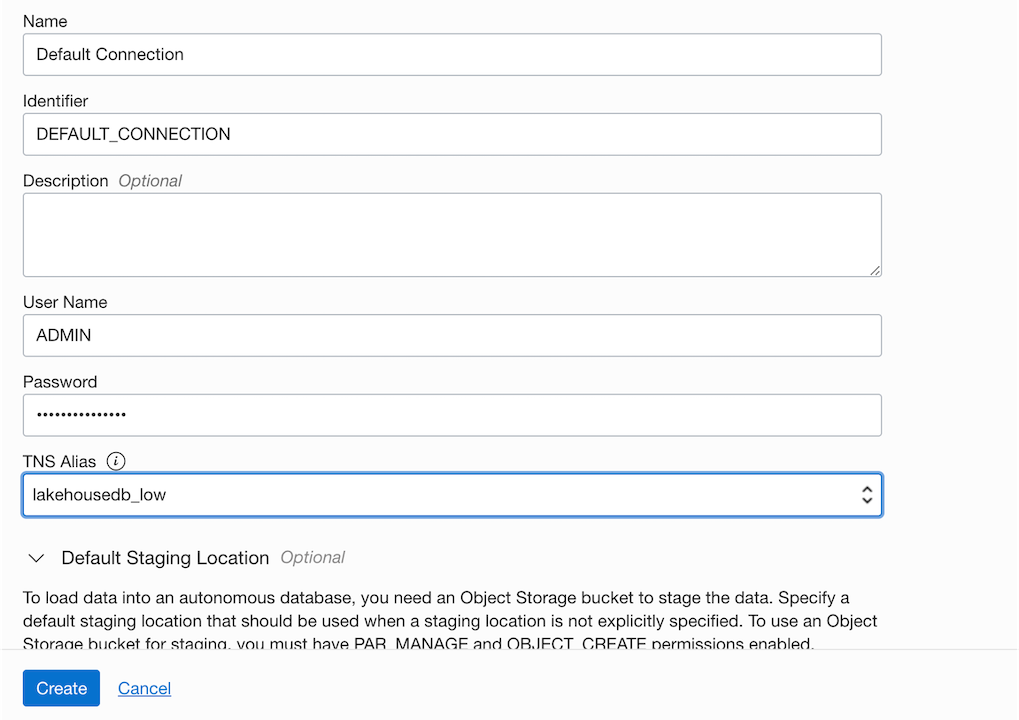 Name
Default Connection
Identifier
DEFAULT_CONNECTION
Description Optional
User Name
ADMIN
Password
•••••••••••••••
TNS Alias i
lakehousedb_low
Default Staging Location Optional
To load data into an autonomous database, you need an Object Storage bucket to stage the data. Specify a
default staging location that should be used when a staging location is not explicitly specified. To use an Object
Storage bucket for staging, you must have PAR_MANAGE and OBJECT_CREATE permissions enabled.
Create Cancel